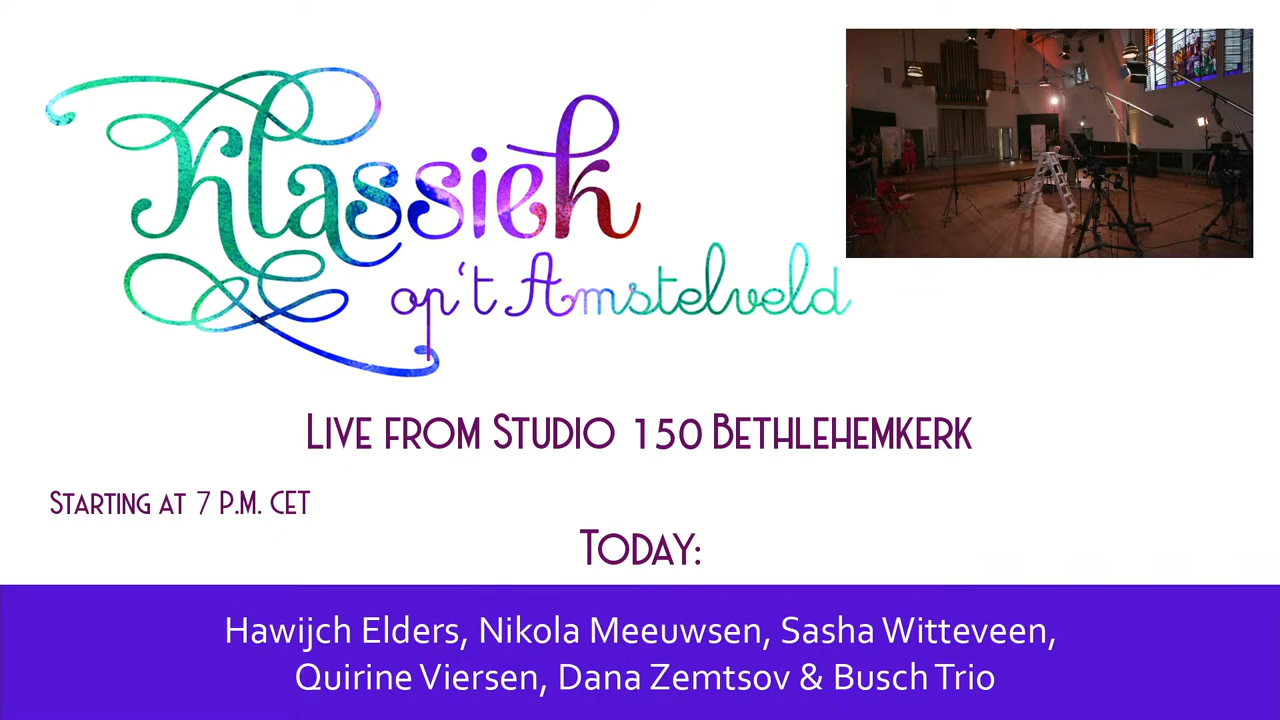 Klassiek
op 't Amstelveld
Live from Studio 150 Bethlehemkerk
Starting at 7 P.M. CET
Today:
Hawijch Elders, Nikola Meeuwsen, Sasha Witteveen,
Quirine Viersen, Dana Zemtsov & Busch Trio